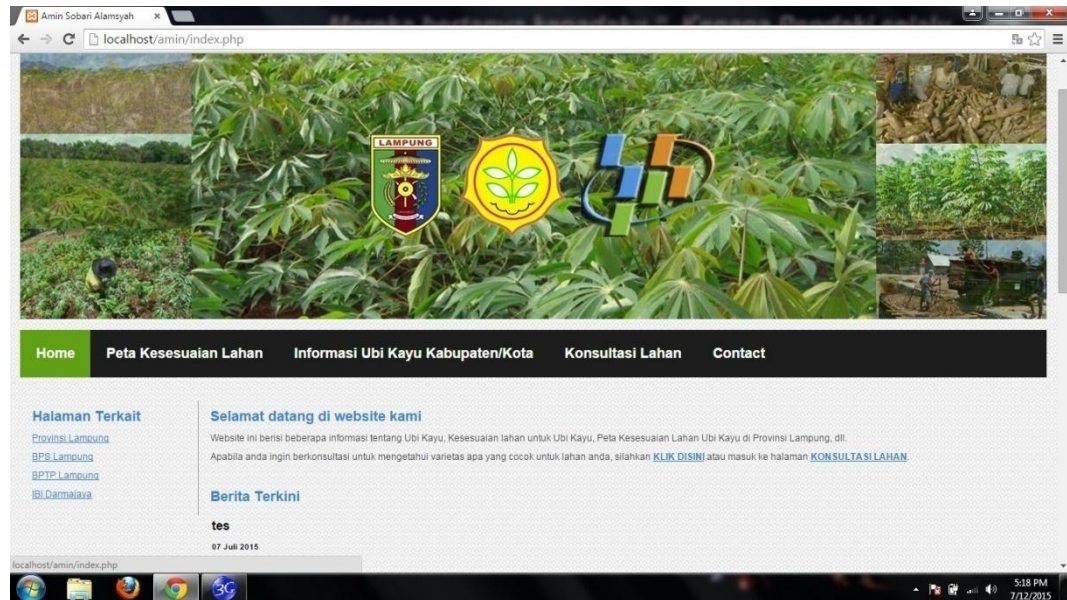 Amin Sobari Alamsyah
localhost/amin/index.php
LAMPUNG
Home Peta Kesesuaian Lahan Informasi Ubi Kayu Kabupaten/Kota Konsultasi Lahan Contact
Halaman Terkait
Provinsi Lampung
BPS Lampung
BPTP Lampung
IBI Darmajaya
Selamat datang di website kami
Website ini berisi beberapa informasi tentang Ubi Kayu, Kesesuaian lahan untuk Ubi Kayu, Peta Kesesuaian Lahan Ubi Kayu di Provinsi Lampung, dll.
Apabila anda ingin berkonsultasi untuk mengetahui varietas apa yang cocok untuk lahan anda, silahkan KLIK DISINI atau masuk ke halaman KONSULTASI LAHAN.
Berita Terkini
tes
07 Juli 2015
localhost/amin/index.php
3G
5:18 PM
7/12/2015